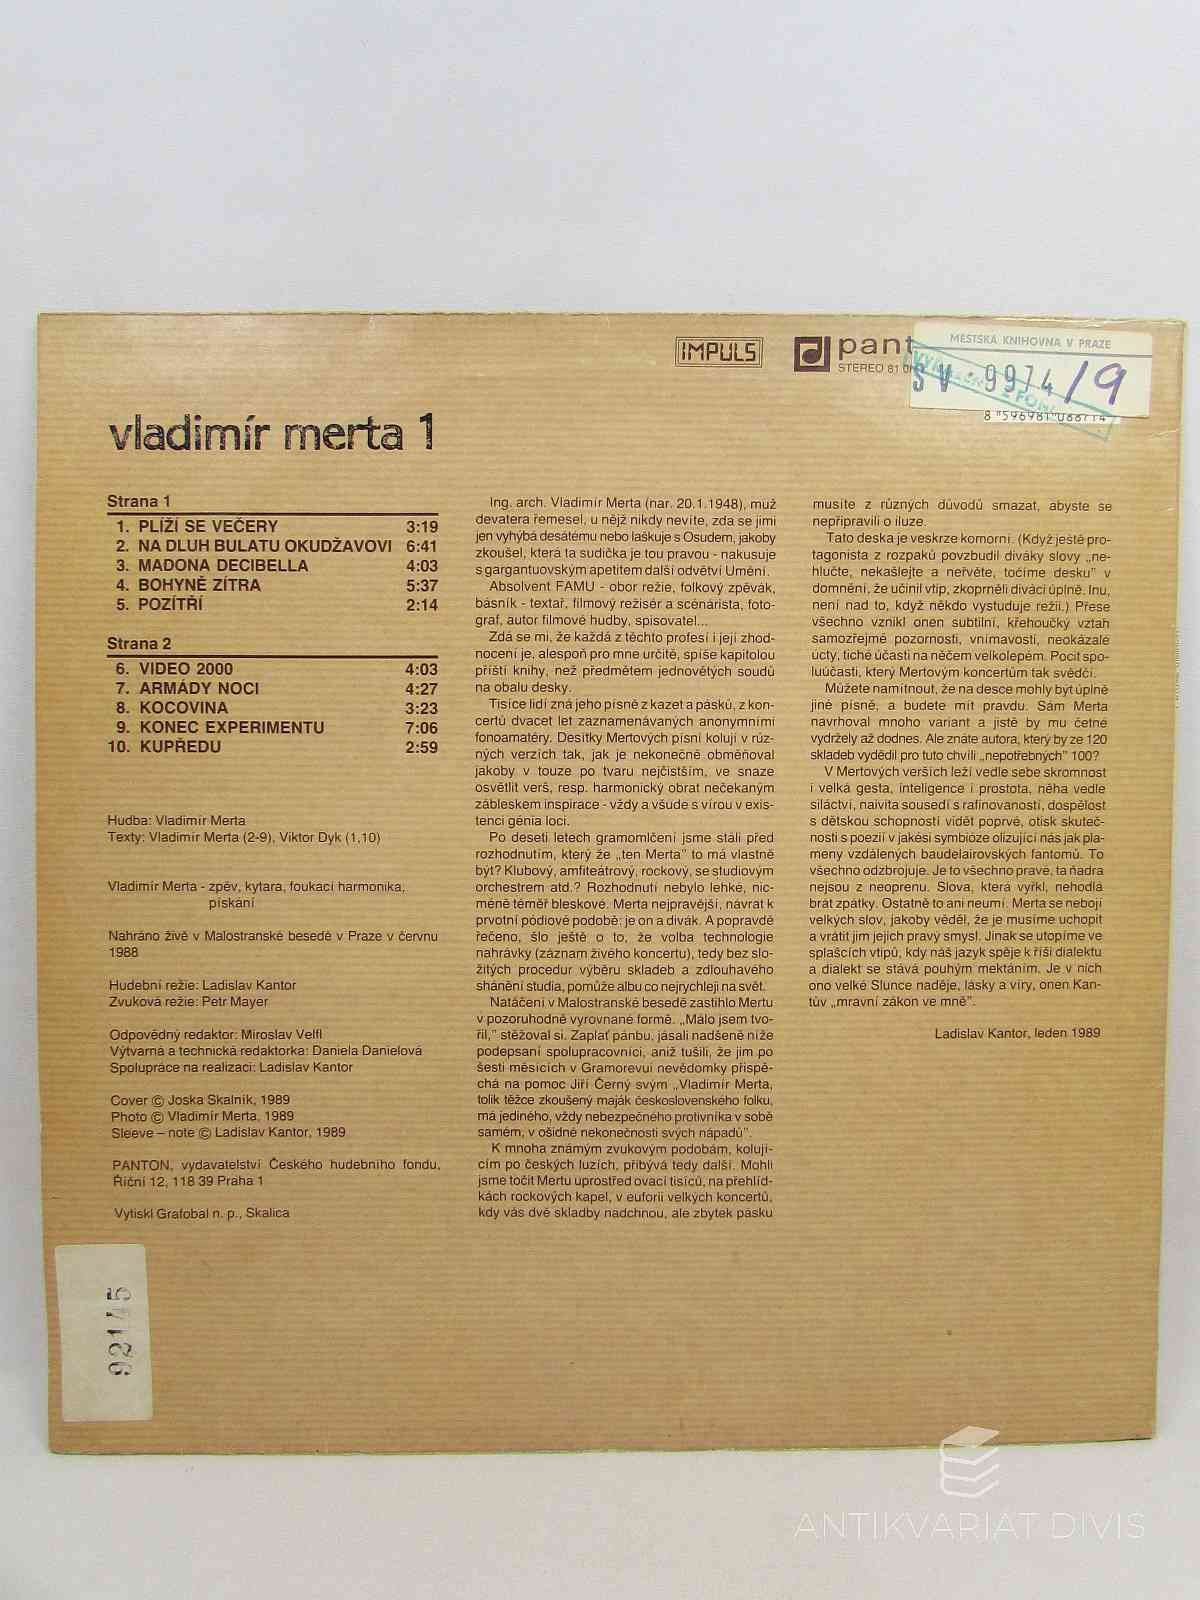 IMPULS
pant
STEREO 81 0
MĚSTSKÁ KNIHOVNA V PRAZE
SV 9974/19
8 596981 0
vladimír merta 1
Strana 1
1. PLÍŽÍ SE VEČERY 3:19
2. NA DLUH BULATU OKUDŽAVOVI 6:41
3. MADONA DECIBELLA 4:03
4. BOHYNĚ ZÍTRA 5:37
5. POZÍTŘÍ 2:14
Strana 2
6. VIDEO 2000 4:03
7. ARMÁDY NOCI 4:27
8. KOCOVINA 3:23
9. KONEC EXPERIMENTU 7:06
10. KUPŘEDU 2:59
Hudba: Vladimír Merta
Texty: Vladimír Merta (2-9), Viktor Dyk (1,10)
Vladimír Merta - zpěv, kytara, foukací harmonika,
pískání
Nahráno živě v Malostranské besedě v Praze v červnu
1988
Hudební režie: Ladislav Kantor
Zvuková režie: Petr Mayer
Odpovědný redaktor: Miroslav Velfl
Výtvarná a technická redaktorka: Daniela Danielová
Spolupráce na realizaci: Ladislav Kantor
Cover © Joska Skalník, 1989
Photo © Vladimír Merta, 1989
Sleeve – note © Ladislav Kantor, 1989
PANTON, vydavatelství Českého hudebního fondu,
Říční 12, 118 39 Praha 1
Vytiskl Grafobal n. p., Skalica
92145
Ing. arch. Vladimír Merta (nar. 20.1.1948), muž
devatera řemesel, u nějž nikdy nevíte, zda se jimi
jen vyhýbá desátému nebo laškuje s Osudem, jakoby
zkoušel, která ta sudička je tou pravou - nakusuje
s gargantuovským apetitem další odvětví Umění.
Absolvent FAMU - obor režie, folkový zpěvák,
básník - textař, filmový režisér a scénárista, foto-
graf, autor filmové hudby, spisovatel...
Zdá se mi, že každá z těchto profesí i její zhod-
nocení je, alespoň pro mne určitě, spíše kapitolou
příští knihy, než předmětem jednovětých soudů
na obalu desky.
Tisíce lidí zná jeho písně z kazet a pásků, z kon-
certů dvacet let zaznamenávaných anonymními
fonoamatéry. Desítky Mertových písní kolují v růz-
ných verzích tak, jak je nekonečně obměňoval
jakoby v touze po tvaru nejčistším, ve snaze
osvětlit verš, resp. harmonický obrat nečekaným
zábleskem inspirace - vždy a všude s vírou v exis-
tenci génia loci.
Po deseti letech gramomlčení jsme stáli před
rozhodnutím, který že „ten Merta" to má vlastně
být? Klubový, amfiteátrový, rockový, se studiovým
orchestrem atd.? Rozhodnutí nebylo lehké, nic-
méně téměř bleskové. Merta nejpravější, návrat k
prvotní pódiové podobě: je on a divák. A popravdě
řečeno, šlo ještě o to, že volba technologie
nahrávky (záznam živého koncertu), tedy bez slo-
žitých procedur výběru skladeb a zdlouhavého
shánění studia, pomůže albu co nejrychleji na svět.
Natáčení v Malostranské besedě zastihlo Mertu
v pozoruhodně vyrovnané formě. „Málo jsem tvo-
řil," stěžoval si. Zaplať pánbu, jásali nadšeně níže
podepsaní spolupracovníci, aniž tušili, že jim po
šesti měsících v Gramorevui nevědomky přispě-
chá na pomoc Jiří Černý svým „Vladimír Merta,
tolik těžce zkoušený maják československého folku,
má jediného, vždy nebezpečného protivníka v sobě
samém, v ošidné nekonečnosti svých nápadů".
K mnoha známým zvukovým podobám, kolují-
cím po českých luzích, přibývá tedy další. Mohli
jsme točit Mertu uprostřed ovací tisíců, na přehlíd-
kách rockových kapel, v euforii velkých koncertů,
kdy vás dvě skladby nadchnou, ale zbytek pásku
musíte z různých důvodů smazat, abyste se
nepřipravili o iluze.
Tato deska je veskrze komorní. (Když ještě pro-
tagonista z rozpaků povzbudil diváky slovy „ne-
hlučte, nekašlejte a neřvěte, točíme desku" v
domnění, že učinil vtip, zkoprněli diváci úplně. Inu,
není nad to, když někdo vystuduje režii.) Přese
všechno vznikl onen subtilní, křehoučký vztah
samozřejmé pozornosti, vnímavosti, neokázalé
úcty, tiché účasti na něčem velkolepém. Pocit spo-
luúčasti, který Mertovým koncertům tak svědčí.
Můžete namítnout, že na desce mohly být úplně
jiné písně, a budete mít pravdu. Sám Merta
navrhoval mnoho variant a jistě by mu četné
vydržely až dodnes. Ale znáte autora, který by ze 120
skladeb vydědil pro tuto chvíli „nepotřebných" 100?
V Mertových verších leží vedle sebe skromnost
i velká gesta, inteligence i prostota, něha vedle
siláctví, naivita sousedí s rafinovaností, dospělost
s dětskou schopností vidět poprvé, otisk skuteč-
nosti s poezií v jakési symbióze olizující nás jak pla-
meny vzdálených baudelairovských fantomů. To
všechno odzbrojuje. Je to všechno pravé, ta ňadra
nejsou z neoprenu. Slova, která vyřkl, nehodlá
brát zpátky. Ostatně to ani neumí. Merta se nebojí
velkých slov, jakoby věděl, že je musíme uchopit
a vrátit jim jejich pravý smysl. Jinak se utopíme ve
splašcích vtipů, kdy náš jazyk spěje k říši dialektu
a dialekt se stává pouhým mektáním. Je v nich
ono velké Slunce naděje, lásky a víry, onen Kan-
tův „mravní zákon ve mně".
Ladislav Kantor, leden 1989
ANTIKVARIAT DIVIS